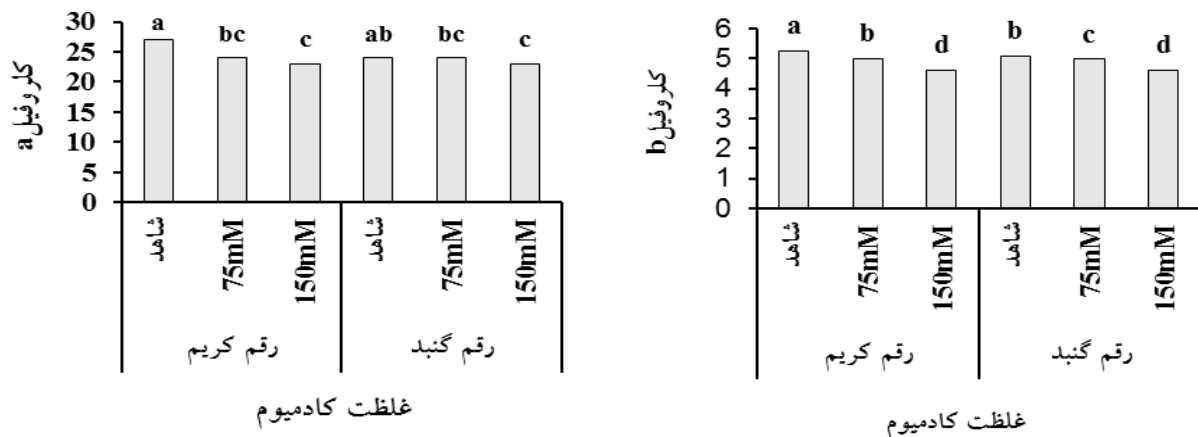 30
25
20
15
10
5
0
کلروفیلa
a
bc
c
ab
bc
c
شاهد
75mM
150mM
شاهد
75mM
150mM
رقم کریم
رقم گنبد
غلظت کادمیوم
6
5
4
3
2
1
0
کلروفیلb
a
b
d
b
c
d
شاهد
75mM
150mM
شاهد
75mM
150mM
رقم کریم
رقم گنبد
غلظت کادمیوم